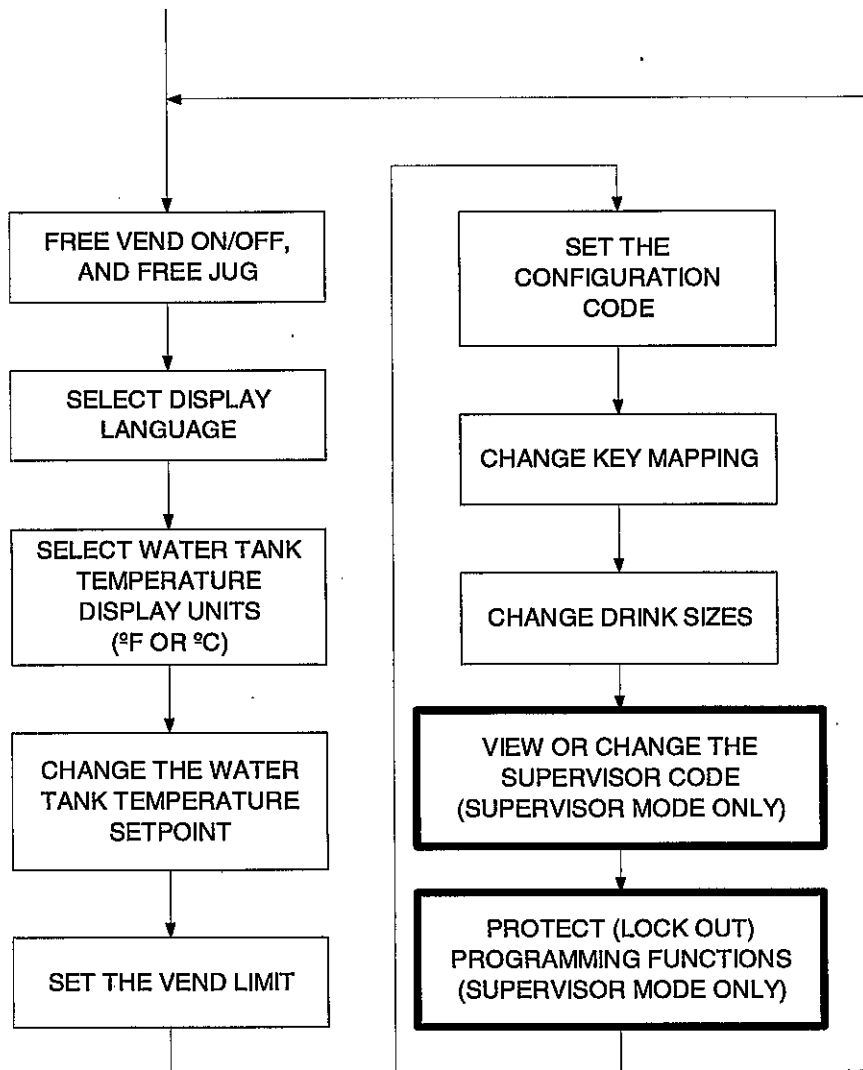 FREE VEND ON/OFF,
AND FREE JUG
SELECT DISPLAY
LANGUAGE
SELECT WATER TANK
TEMPERATURE
DISPLAY UNITS
(ºF OR ºC)
CHANGE THE WATER
TANK TEMPERATURE
SETPOINT
SET THE VEND LIMIT
SET THE
CONFIGURATION
CODE
CHANGE KEY MAPPING
CHANGE DRINK SIZES
VIEW OR CHANGE THE
SUPERVISOR CODE
(SUPERVISOR MODE ONLY)
PROTECT (LOCK OUT)
PROGRAMMING FUNCTIONS
(SUPERVISOR MODE ONLY)